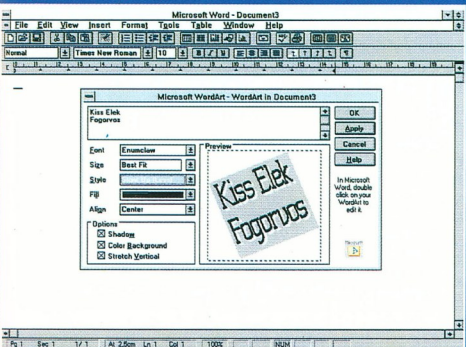 Microsoft Word - Document3
File Edit View Insert Format Tools Table Window Help
Normal Times New Roman 10 B I U
Microsoft WordArt - WordArt in Document3
Kiss Elek
Fogorvos
OK
Apply
Cancel
Help
Font Enumclaw
Size Best Fit
Style
Fill
Align Center
Options
Shadow
Color Background
Stretch Vertical
Preview
Kiss Elek
Fogorvos
In Microsoft
Word, double
click on your
WordArt to
edit it.
Pg 1 Sec 1 1/1 At 2,5cm Ln 1 Col 1 100% NUM